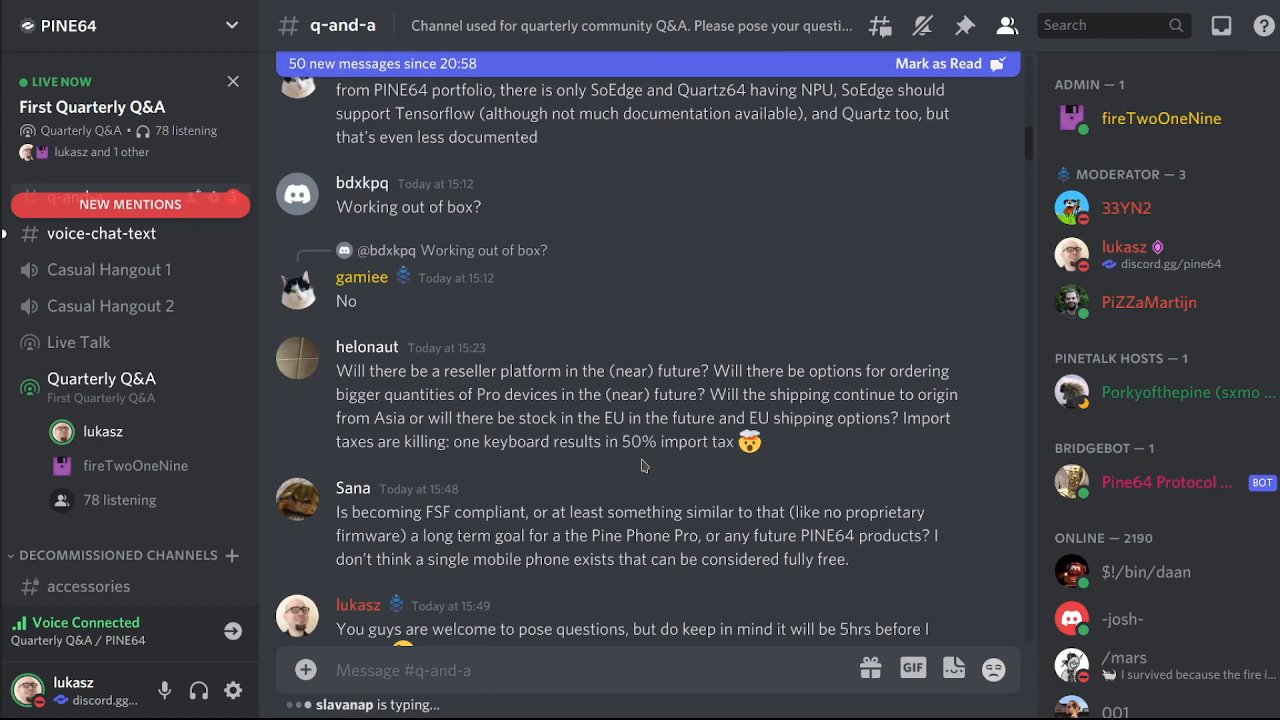 PINE64
LIVE NOW
First Quarterly Q&A
Quarterly Q&A • 78 listening
lukasz and 1 other
q-and-a 3
NEW MENTIONS
# voice-chat-text
Casual Hangout 1
Casual Hangout 2
Live Talk
Quarterly Q&A
First Quarterly Q&A
lukasz
fireTwoOneNine
78 listening
DECOMMISSIONED CHANNELS +
accessories
Voice Connected
Quarterly Q&A / PINE64
lukasz
discord.gg...
# q-and-a
Channel used for quarterly community Q&A. Please pose your questi...
Search
50 new messages since 20:58
Mark as Read
from PINE64 portfolio, there is only SoEdge and Quartz64 having NPU, SoEdge should
support Tensorflow (although not much documentation available), and Quartz too, but
that's even less documented
bdxkpq Today at 15:12
Working out of box?
@bdxkpq Working out of box?
gamiee Today at 15:12
No
helonaut Today at 15:23
Will there be a reseller platform in the (near) future? Will there be options for ordering
bigger quantities of Pro devices in the (near) future? Will the shipping continue to origin
from Asia or will there be stock in the EU in the future and EU shipping options? Import
taxes are killing: one keyboard results in 50% import tax 🤯
Sana Today at 15:48
Is becoming FSF compliant, or at least something similar to that (like no proprietary
firmware) a long term goal for a the Pine Phone Pro, or any future PINE64 products? I
don't think a single mobile phone exists that can be considered fully free.
lukasz Today at 15:49
You guys are welcome to pose questions, but do keep in mind it will be 5hrs before I
Message #q-and-a
GIF
slavanap is typing...
ADMIN — 1
fireTwoOneNine
MODERATOR — 3
33YN2
lukasz
discord.gg/pine64
PiZZaMartijn
PINETALK HOSTS — 1
Porkyofthepine (sxmo ...
BRIDGEBOT — 1
Pine64 Protocol ... BOT
ONLINE — 2190
$!/bin/daan
-josh-
/mars
I survived because the fire i...
001